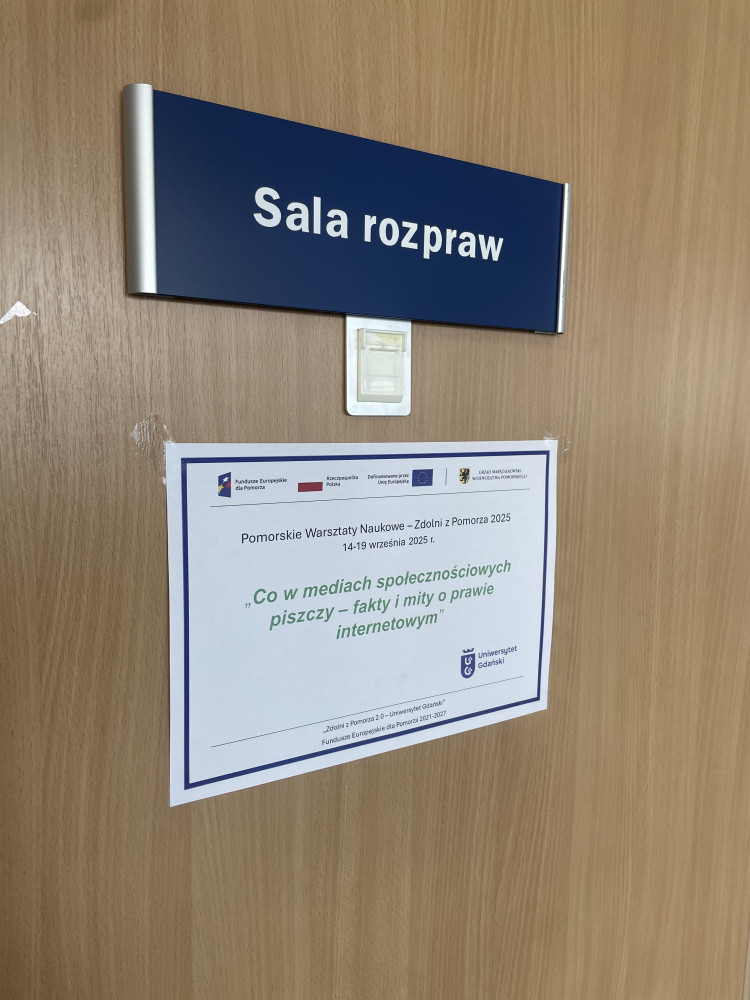 Sala rozpraw
Fundusze Europejskie
dla Pomorza
Rzeczpospolita
Polska
Dofinansowane przez
Unię Europejską
URZĄD MARSZAŁKOWSKI
WOJEWÓDZTWA POMORSKIEGO
Pomorskie Warsztaty Naukowe – Zdolni z Pomorza 2025
14-19 września 2025 r.
„Co w mediach społecznościowych
piszczy – fakty i mity o prawie
internetowym”
Uniwersytet
Gdański
„Zdolni z Pomorza 2.0 – Uniwersytet Gdański”
Fundusze Europejskie dla Pomorza 2021-2027